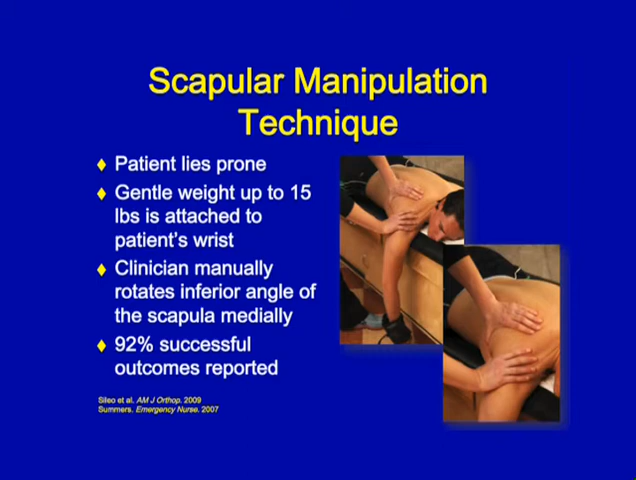 Scapular Manipulation
Technique
Patient lies prone
Gentle weight up to 15
lbs is attached to
patient's wrist
Clinician manually
rotates inferior angle of
the scapula medially
92% successful
outcomes reported
Sileo et al. AM J Orthop. 2009
Summers. Emergency Nurse. 2007